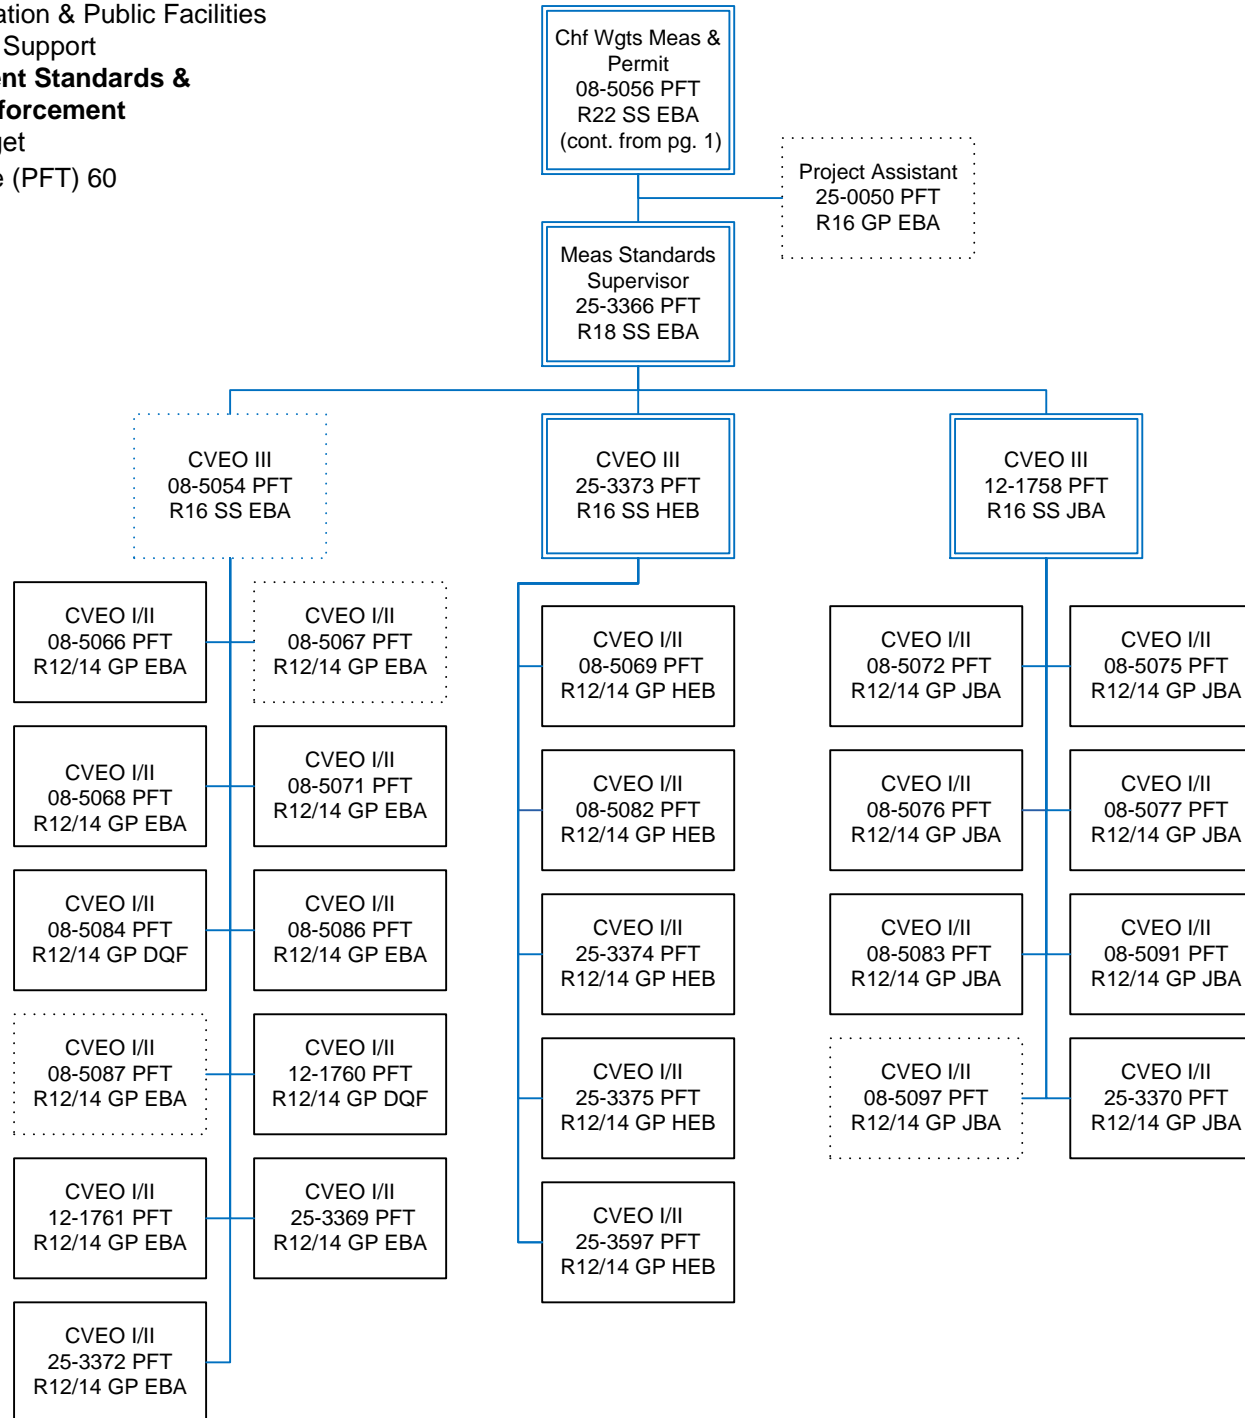 ation & Public Facilities
Support
ent Standards &
forcement
get
e (PFT) 60
Chf Wgts Meas &
Permit
08-5056 PFT
R22 SS EBA
(cont. from pg. 1)
Project Assistant
25-0050 PFT
R16 GP EBA
Meas Standards
Supervisor
25-3366 PFT
R18 SS EBA
CVEO III
08-5054 PFT
R16 SS EBA
CVEO III
25-3373 PFT
R16 SS HEB
CVEO III
12-1758 PFT
R16 SS JBA
CVEO I/II
08-5066 PFT
R12/14 GP EBA
CVEO I/II
08-5067 PFT
R12/14 GP EBA
CVEO I/II
08-5068 PFT
R12/14 GP EBA
CVEO I/II
08-5071 PFT
R12/14 GP EBA
CVEO I/II
08-5084 PFT
R12/14 GP DQF
CVEO I/II
08-5086 PFT
R12/14 GP EBA
CVEO I/II
08-5087 PFT
R12/14 GP EBA
CVEO I/II
12-1760 PFT
R12/14 GP DQF
CVEO I/II
12-1761 PFT
R12/14 GP EBA
CVEO I/II
25-3369 PFT
R12/14 GP EBA
CVEO I/II
25-3372 PFT
R12/14 GP EBA
CVEO I/II
08-5069 PFT
R12/14 GP HEB
CVEO I/II
08-5082 PFT
R12/14 GP HEB
CVEO I/II
25-3374 PFT
R12/14 GP HEB
CVEO I/II
25-3375 PFT
R12/14 GP HEB
CVEO I/II
25-3597 PFT
R12/14 GP HEB
CVEO I/II
08-5072 PFT
R12/14 GP JBA
CVEO I/II
08-5075 PFT
R12/14 GP JBA
CVEO I/II
08-5076 PFT
R12/14 GP JBA
CVEO I/II
08-5077 PFT
R12/14 GP JBA
CVEO I/II
08-5083 PFT
R12/14 GP JBA
CVEO I/II
08-5091 PFT
R12/14 GP JBA
CVEO I/II
08-5097 PFT
R12/14 GP JBA
CVEO I/II
25-3370 PFT
R12/14 GP JBA